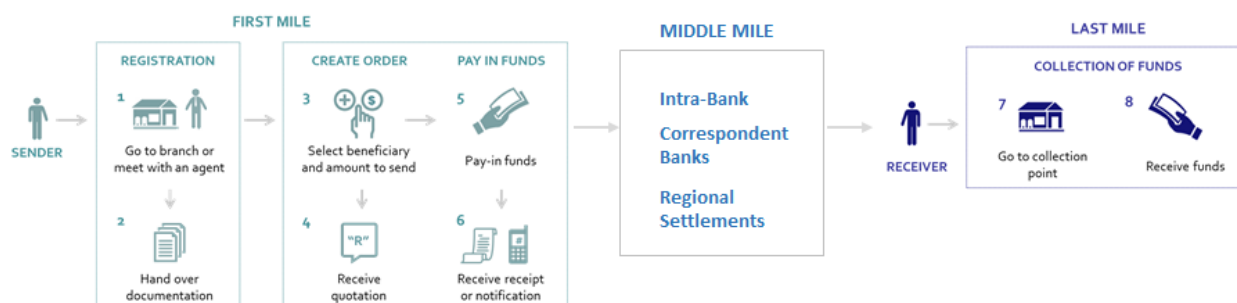 FIRST MILE
REGISTRATION
1
Go to branch or
meet with an agent
2
Hand over
documentation
SENDER
CREATE ORDER
3
Select beneficiary
and amount to send
4
"R"
Receive
quotation
PAY IN FUNDS
5
Pay-in funds
6
#
Receive receipt
or notification
MIDDLE MILE
Intra-Bank
Correspondent
Banks
Regional
Settlements
RECEIVER
LAST MILE
COLLECTION OF FUNDS
7
Go to collection
point
8
Receive funds